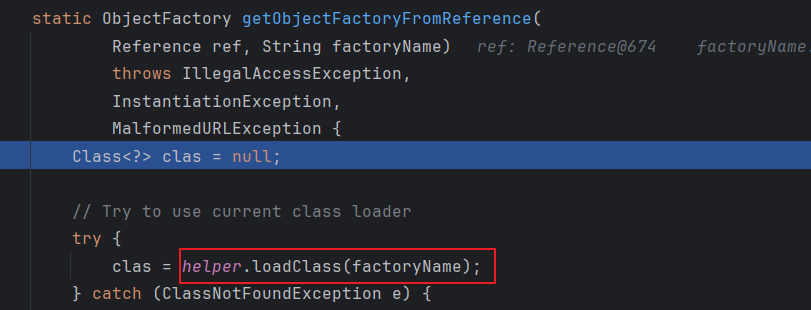 static ObjectFactory getObjectFactoryFromReference(
Reference ref, String factoryName) ref: Reference@674 factoryName:
throws IllegalAccessException,
InstantiationException,
MalformedURLException {
Class<?> clas = null;
// Try to use current class loader
try {
clas = helper.loadClass(factoryName);
} catch (ClassNotFoundException e) {